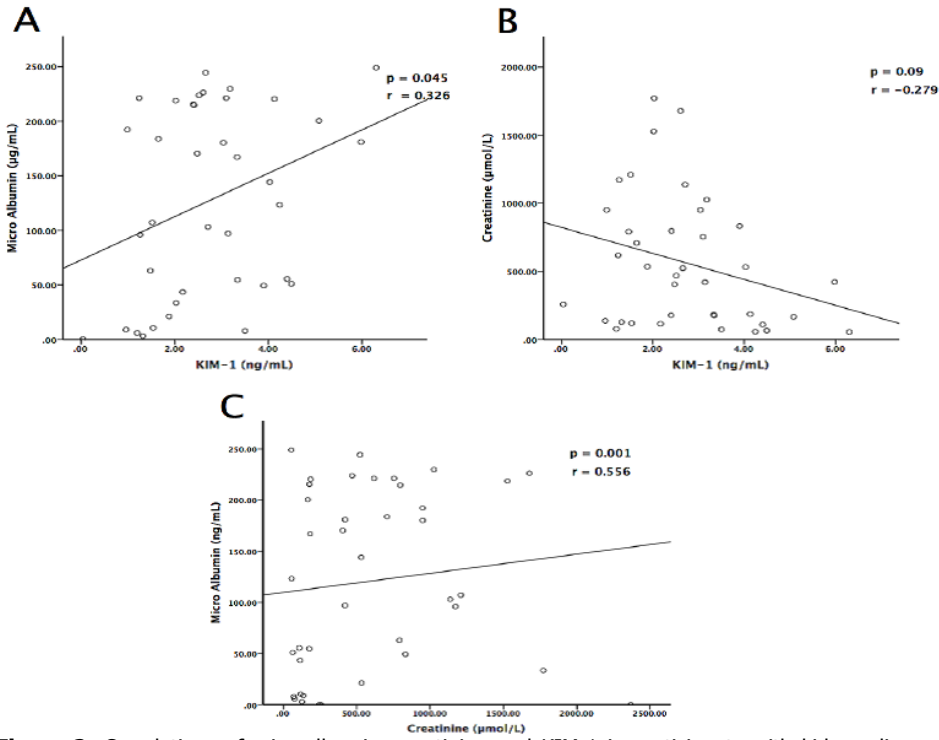 A
Micro Albumin (µg/mL)
250.00
200.00
150.00
100.00
50.00
.00
p = 0.045
r = 0.326
.00 2.00 4.00 6.00
KIM-1 (ng/mL)
B
Creatinine (µmol/L)
2000.00
1500.00
1000.00
500.00
.00
p = 0.09
r = –0.279
.00 2.00 4.00 6.00
KIM-1 (ng/mL)
C
Micro Albumin (ng/mL)
250.00
200.00
150.00
100.00
50.00
.00
p = 0.001
r = 0.556
.00 500.00 1000.00 1500.00 2000.00 2500.00
Creatinine (µmol/L)